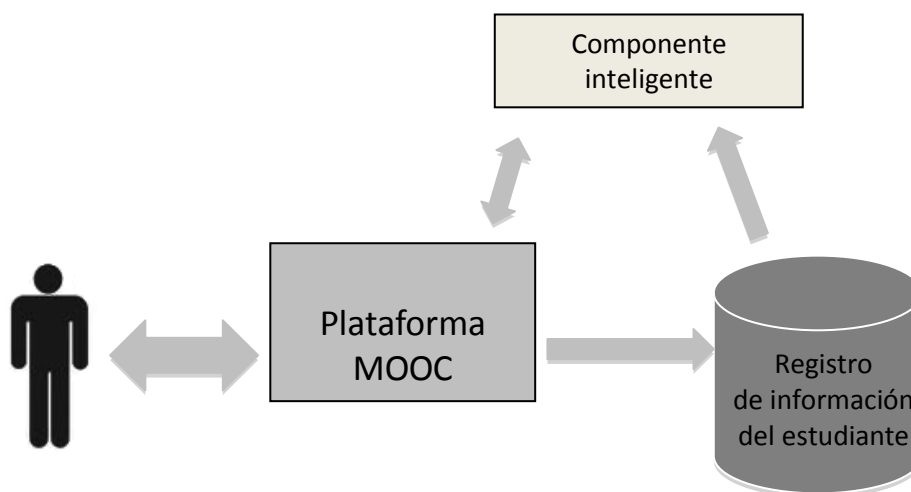 Componente
inteligente
Plataforma
MOOC
Registro
de información
del estudiante